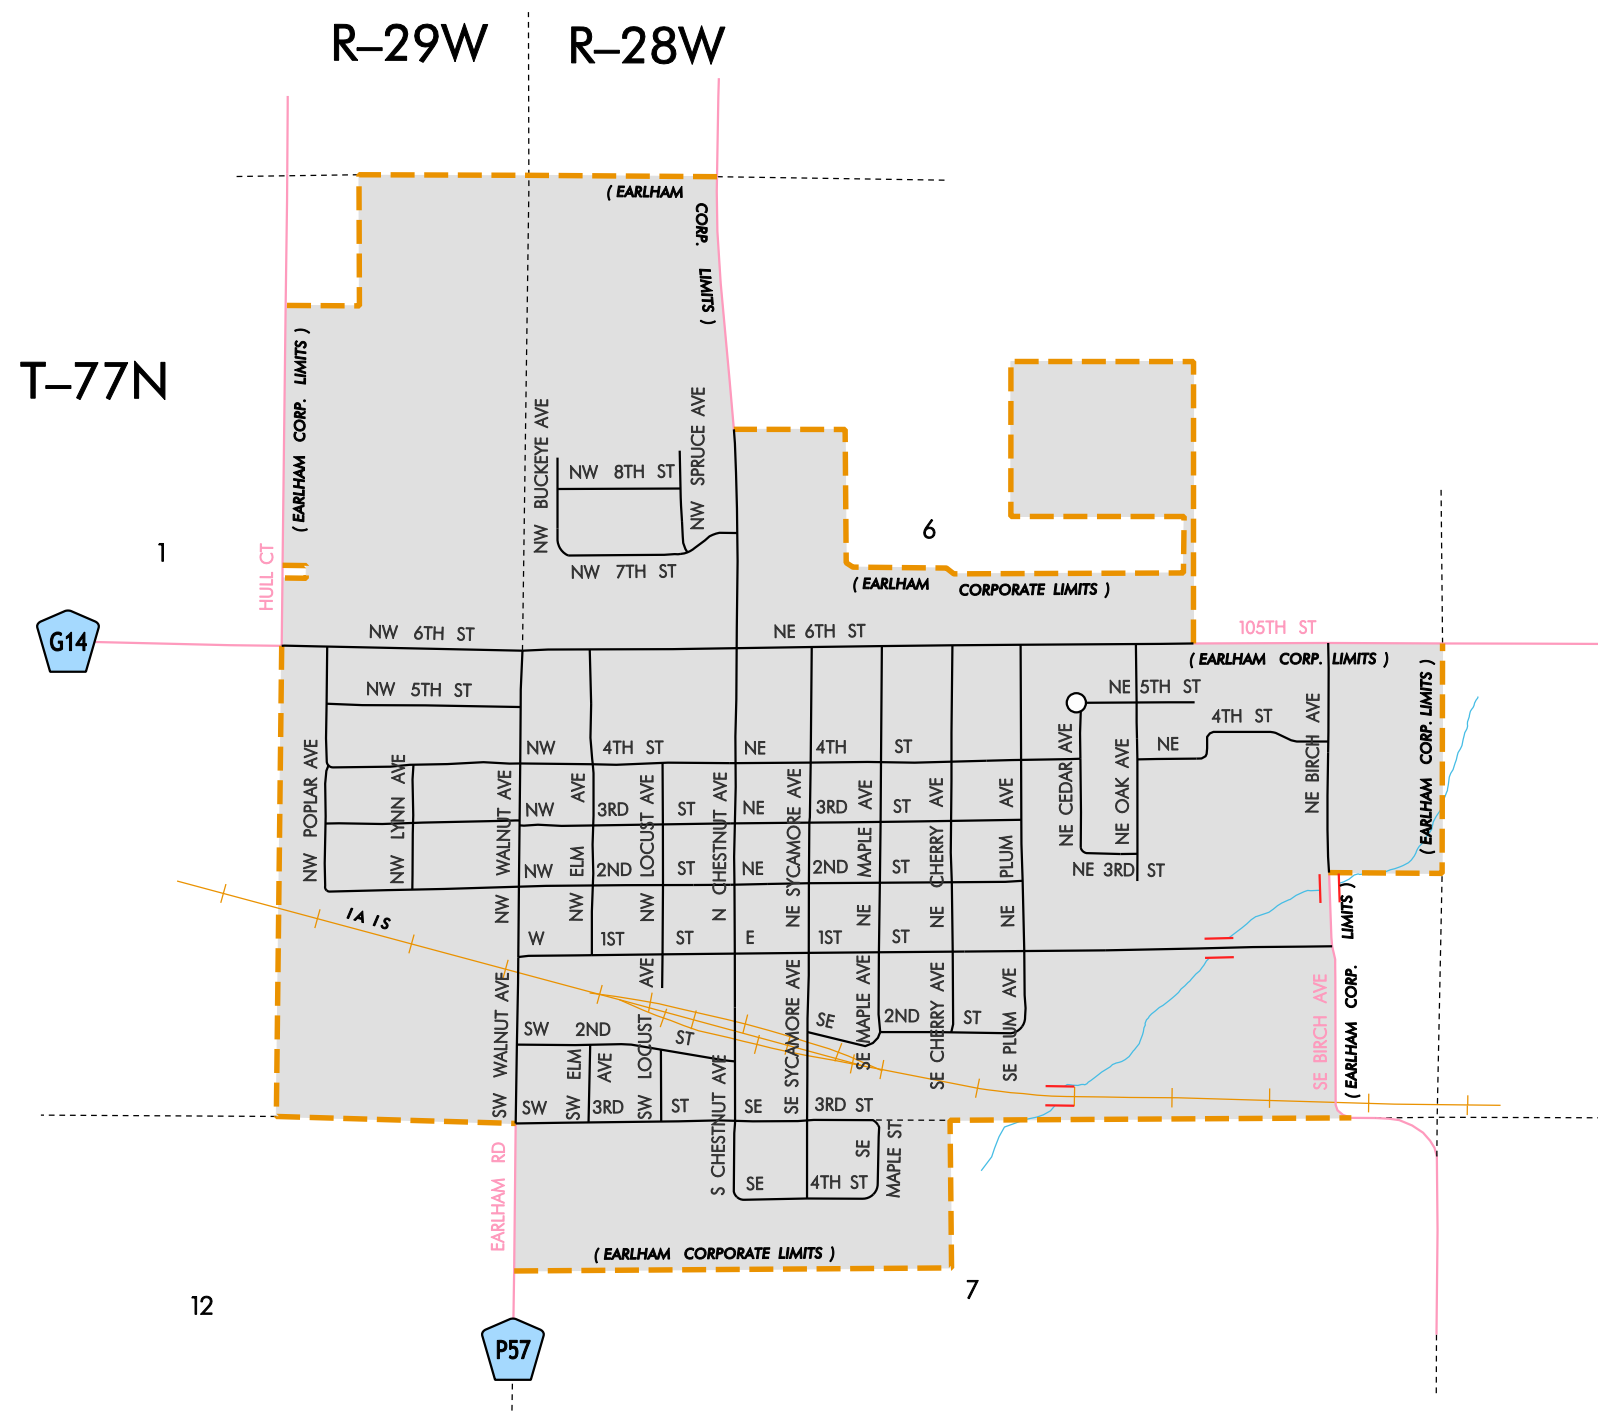 R–29W
R–28W
( EARLHAM
CORP. LIMITS )
( EARLHAM CORP. LIMITS )
T–77N
NW BUCKEYE AVE
NW SPRUCE AVE
NW 8TH ST
NW 7TH ST
6
1
HULL CT
( EARLHAM CORPORATE LIMITS )
G14
NW 6TH ST
NE 6TH ST
105TH ST
( EARLHAM CORP. LIMITS )
( EARLHAM CORP. LIMITS )
NW 5TH ST
NE 5TH ST
4TH ST
NE
NW 4TH ST
NE 4TH ST
NW POPLAR AVE
NW LYNN AVE
NW WALNUT AVE
NW ELM AVE
NW LOCUST AVE
N CHESTNUT AVE
NE SYCAMORE AVE
NE MAPLE AVE
NE CHERRY AVE
NE PLUM AVE
NE CEDAR AVE
NE OAK AVE
NE BIRCH AVE
NW 3RD ST
NE 3RD ST
NW 2ND ST
NE 2ND ST
NE 3RD ST
IA IS
W 1ST ST
E 1ST ST
SW WALNUT AVE
SW ELM AVE
SW LOCUST AVE
S CHESTNUT AVE
SE SYCAMORE AVE
SE MAPLE AVE
SE CHERRY AVE
SE PLUM AVE
SE BIRCH AVE
( EARLHAM CORP. LIMITS )
SW 2ND ST
SE 2ND ST
SW 3RD ST
SE 3RD ST
SE MAPLE ST
SE 4TH ST
EARLHAM RD
( EARLHAM CORPORATE LIMITS )
12
7
P57